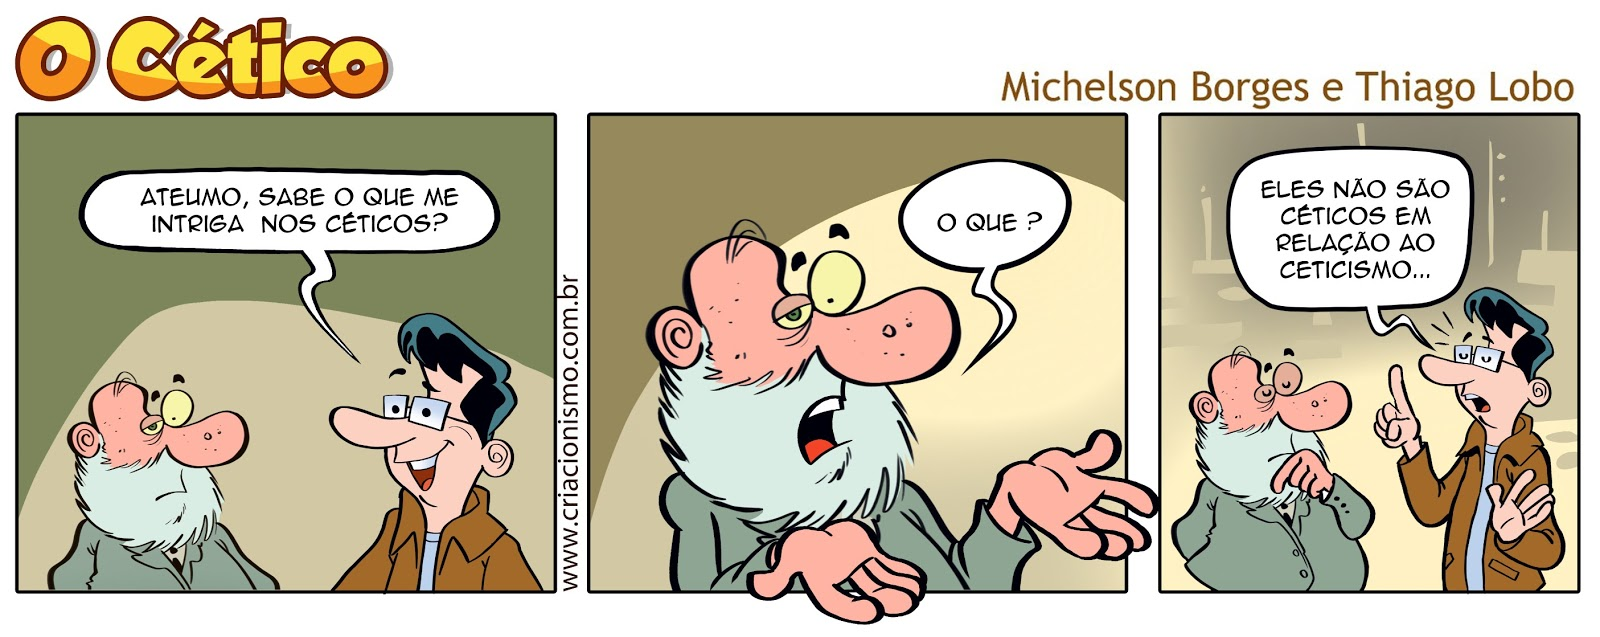 O Cético
Michelson Borges e Thiago Lobo
ATEUMO, SABE O QUE ME
INTRIGA NOS CÉTICOS?
www.criacionismo.com.br
O QUE ?
ELES NÃO SÃO
CÉTICOS EM
RELAÇÃO AO
CETICISMO...